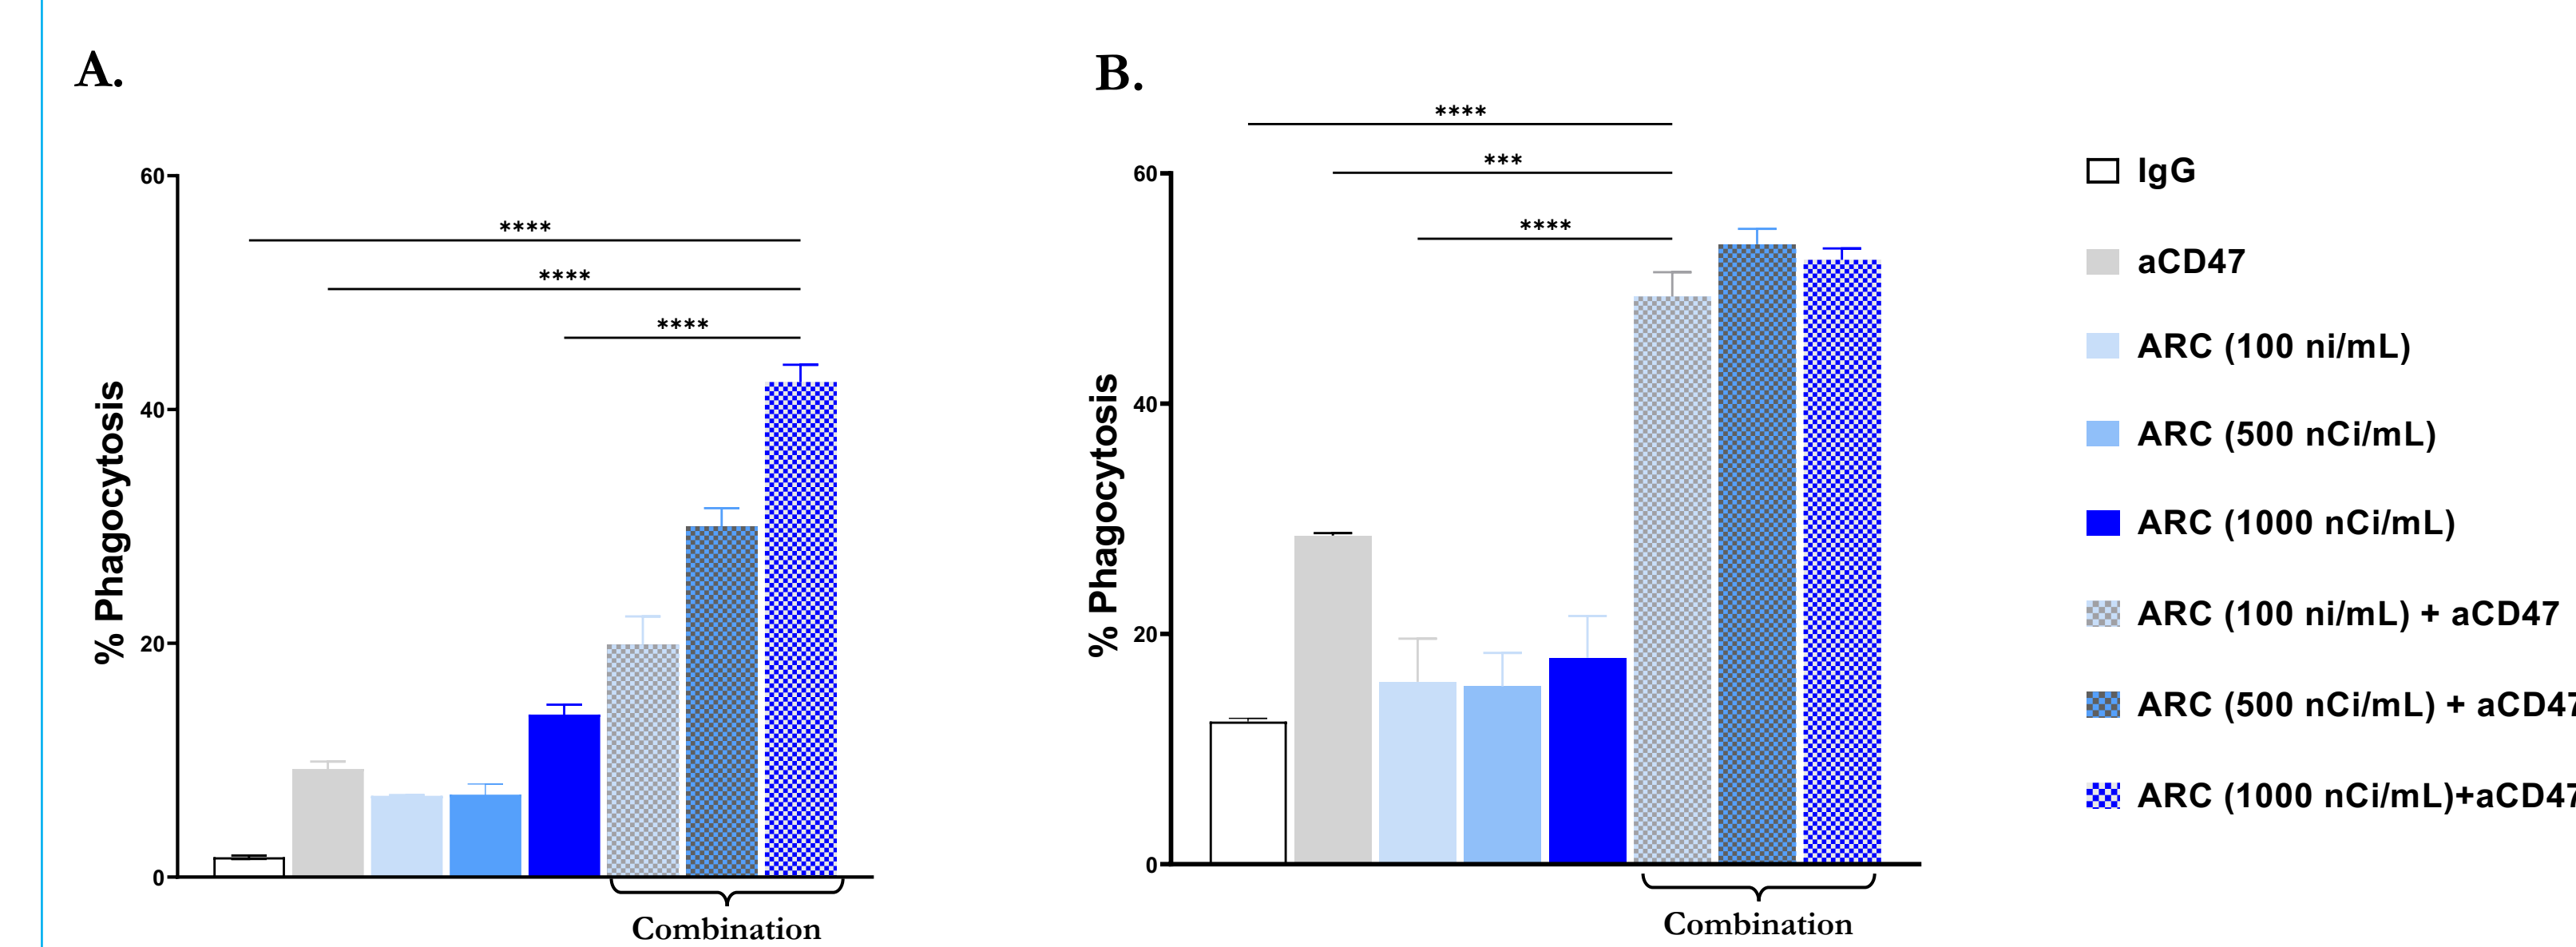 A.
****
****
****
60
40
20
0
% Phagocytosis
Combination
B.
****
***
****
60
40
20
0
% Phagocytosis
Combination
IgG
aCD47
ARC (100 ni/mL)
ARC (500 nCi/mL)
ARC (1000 nCi/mL)
ARC (100 ni/mL) + aCD47
ARC (500 nCi/mL) + aCD47
ARC (1000 nCi/mL)+aCD47